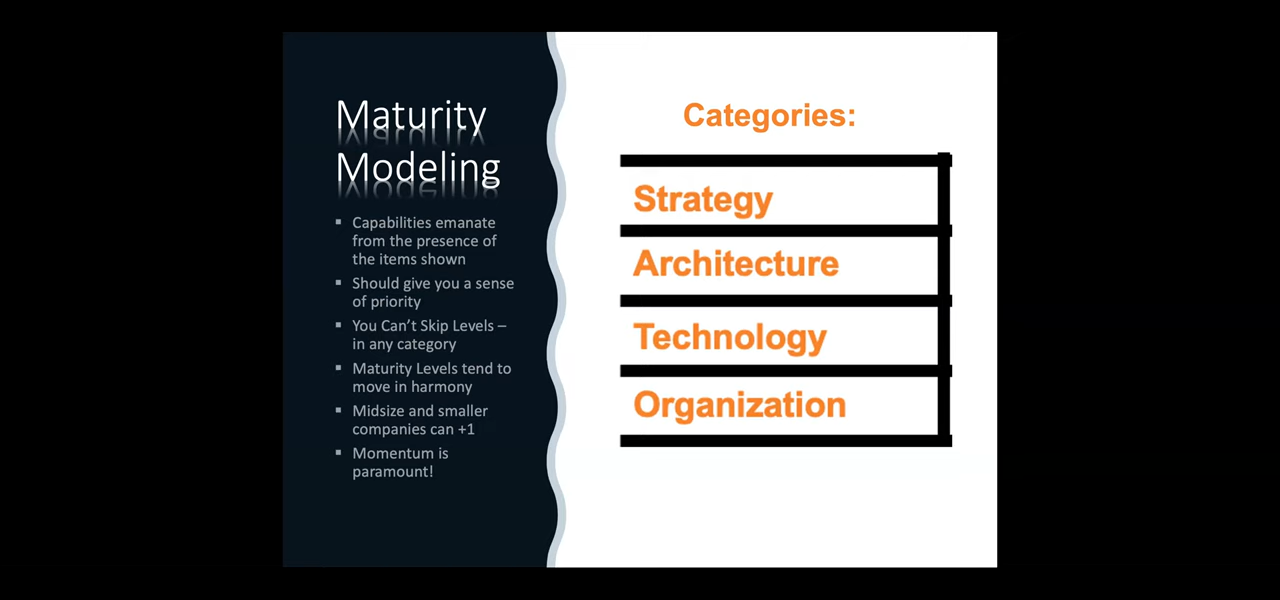 Maturity
Modeling
▪ Capabilities emanate
from the presence of
the items shown
▪ Should give you a sense
of priority
▪ You Can’t Skip Levels –
in any category
▪ Maturity Levels tend to
move in harmony
▪ Midsize and smaller
companies can +1
▪ Momentum is
paramount!
Categories:
Strategy
Architecture
Technology
Organization